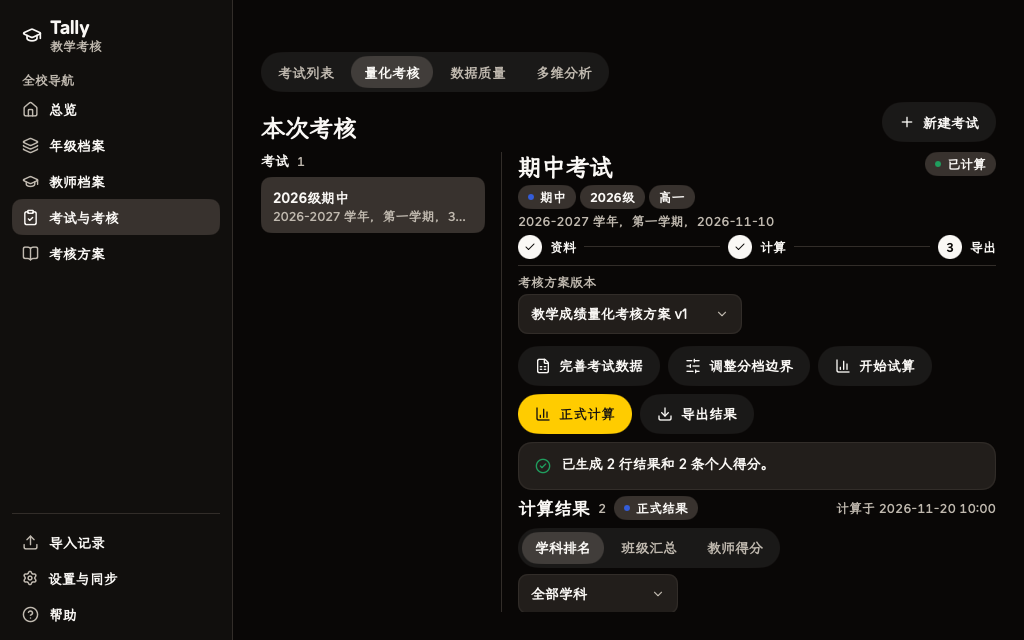 Tally
教学考核
全校导航
总览
年级档案
教师档案
考试与考核
考核方案
导入记录
设置与同步
帮助
考试列表
量化考核
数据质量
多维分析
本次考核
新建考试
考试 1
2026级期中
2026-2027 学年，第一学期，3...
期中考试
已计算
期中
2026级
高一
2026-2027 学年，第一学期，2026-11-10
资料
计算
3 导出
考核方案版本
教学成绩量化考核方案 v1
完善考试数据
调整分档边界
开始试算
正式计算
导出结果
已生成 2 行结果和 2 条个人得分。
计算结果 2
正式结果
计算于 2026-11-20 10:00
学科排名
班级汇总
教师得分
全部学科